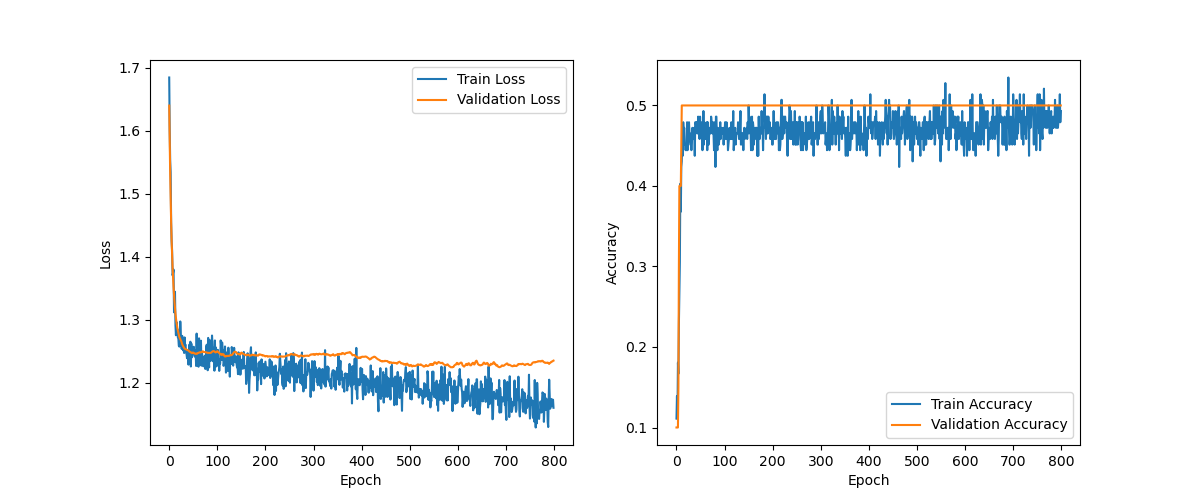 1.7
1.6
1.5
1.4
1.3
1.2
Loss
Train Loss
Validation Loss
0 100 200 300 400 500 600 700 800
Epoch
0.5
0.4
0.3
0.2
0.1
Accuracy
Train Accuracy
Validation Accuracy
0 100 200 300 400 500 600 700 800
Epoch